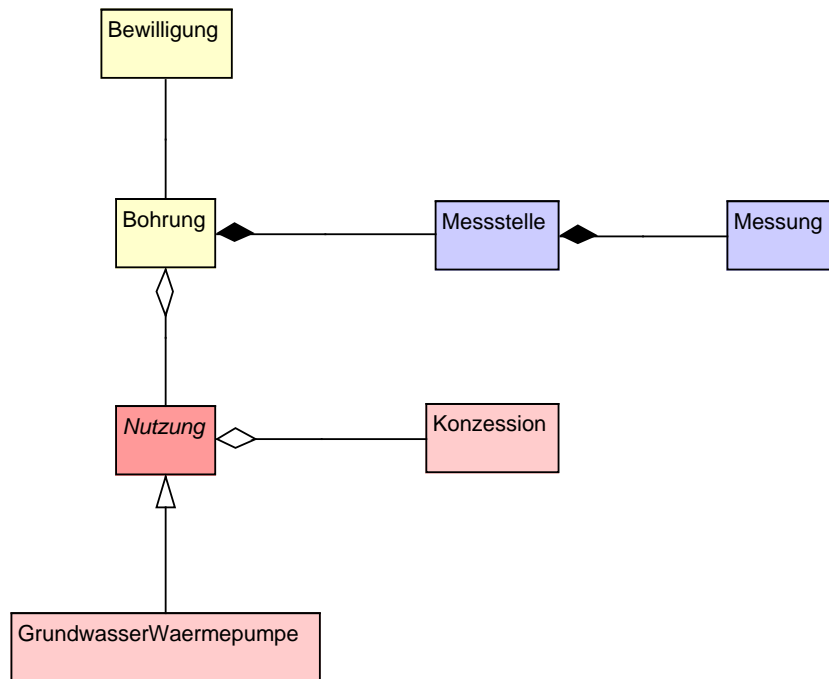 Bewilligung
Bohrung
Messstelle
Messung
Nutzung
Konzession
GrundwasserWaermepumpe